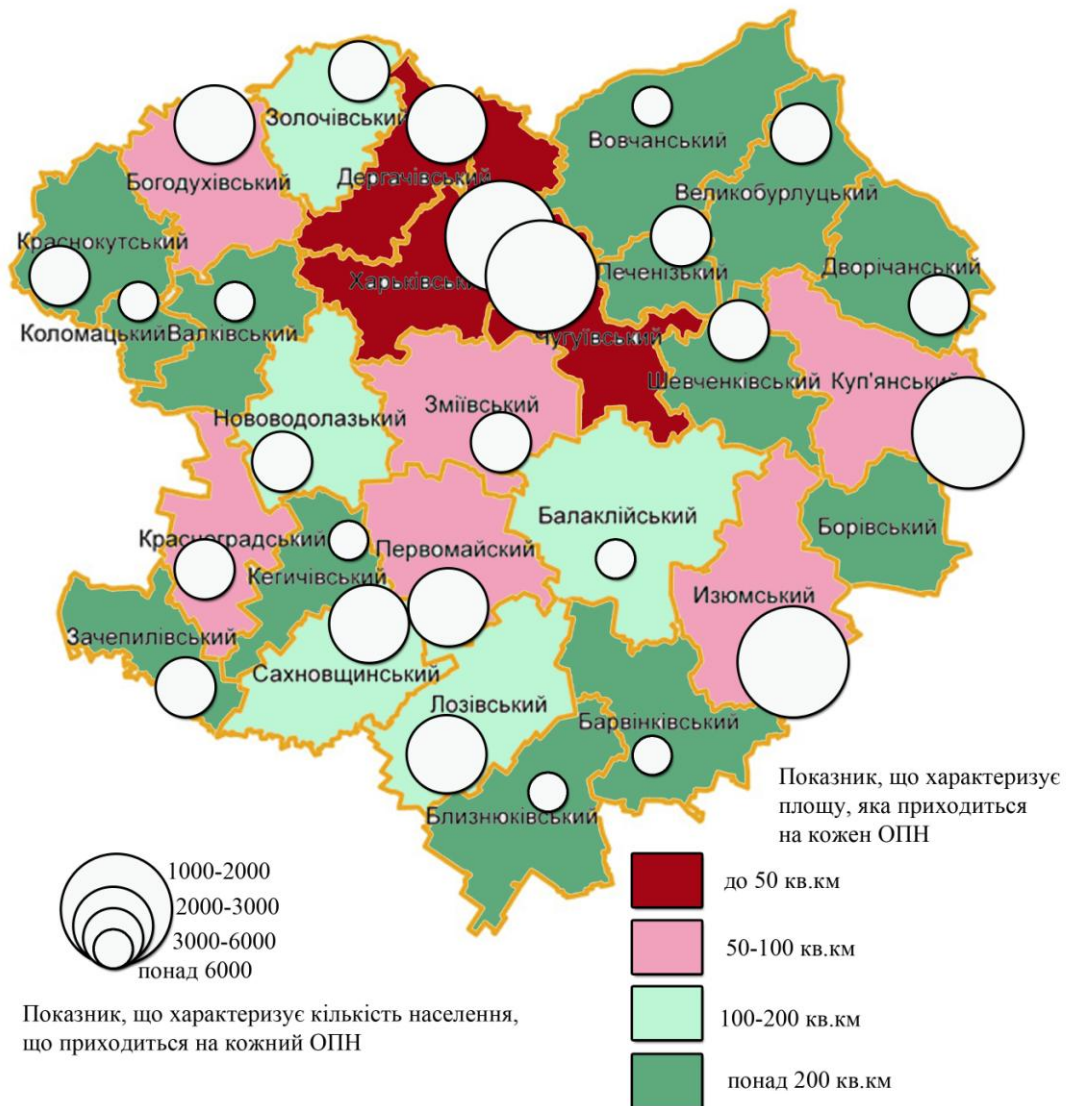 Золочівський
Вовчанський
Дергачівський
Богодухівський
Великобурлуцький
Краснокутський
Печенізький
Дворічанський
Харьківськ
Коломацький
Валківський
Чугуївський
Шевченківський
Куп'янський
Зміївський
Нововодолазький
Балаклійський
Борівський
Красноградський
Первомайский
Кегичівський
Изюмський
Зачепилівський
Сахновщинський
Лозівський
Барвінківський
Близнюківський
Показник, що характеризує
площу, яка приходиться
на кожен ОПН
до 50 кв.км
50-100 кв.км
100-200 кв.км
понад 200 кв.км
1000-2000
2000-3000
3000-6000
понад 6000
Показник, що характеризує кількість населення,
що приходиться на кожний ОПН